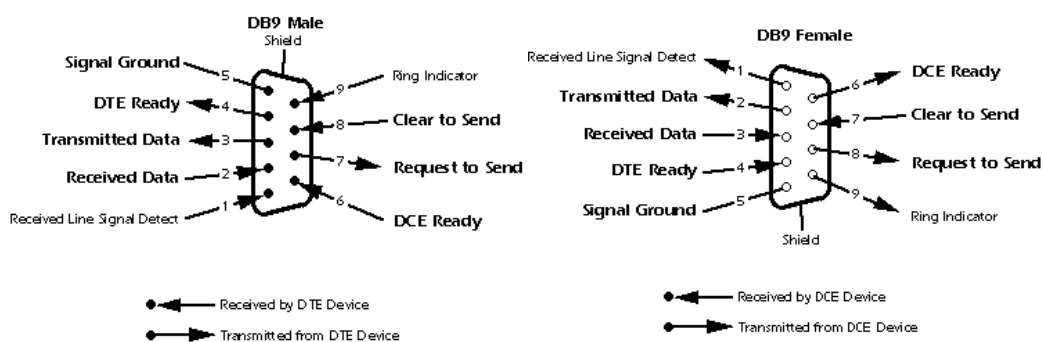 DB9 Male
Shield
Signal Ground
5
9
Ring Indicator
DTE Ready
4
8
Clear to Send
Transmitted Data
3
7
Request to Send
Received Data
2
6
DCE Ready
Received Line Signal Detect
1
Received by DTE Device
Transmitted from DTE Device
DB9 Female
Received Line Signal Detect
1
6
DCE Ready
Transmitted Data
2
7
Clear to Send
Received Data
3
8
Request to Send
DTE Ready
4
9
Ring Indicator
Signal Ground
5
Shield
Received by DCE Device
Transmitted from DCE Device